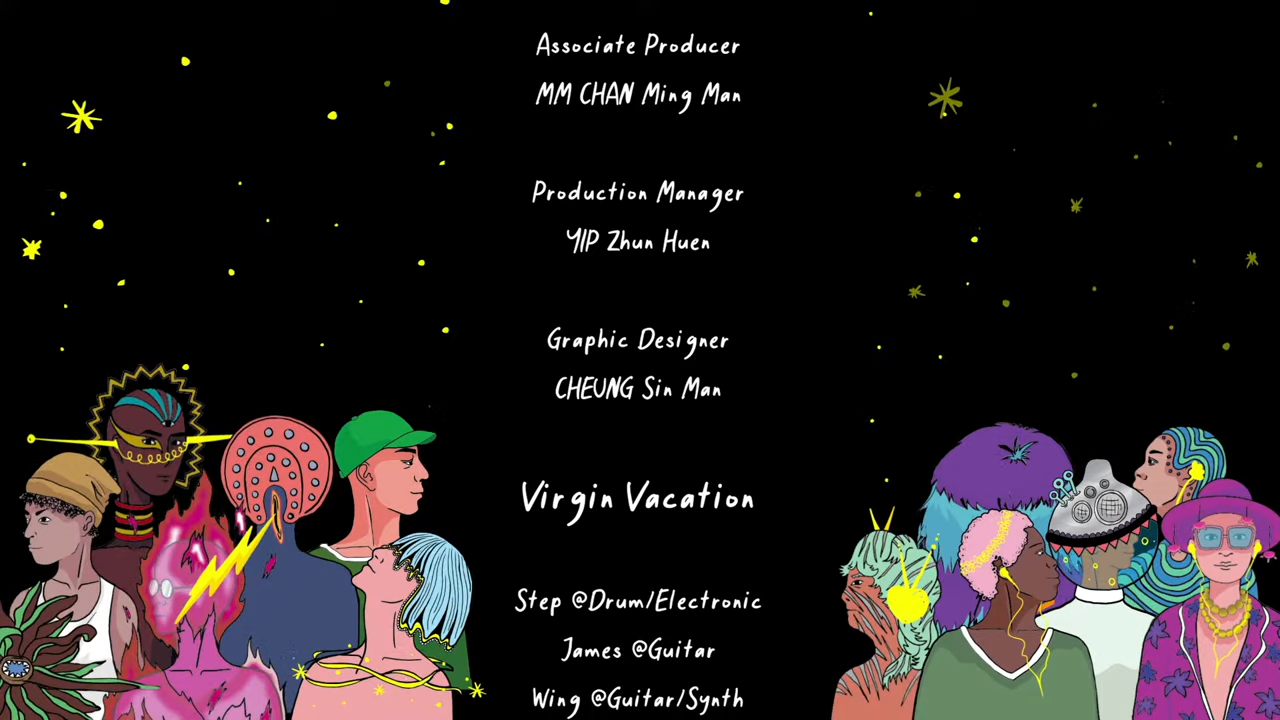 Associate Producer
MM CHAN Ming Man
Production Manager
YIP Zhun Huen
Graphic Designer
CHEUNG Sin Man
Virgin Vacation
Step @Drum/Electronic
James @Guitar
Wing @Guitar/Synth